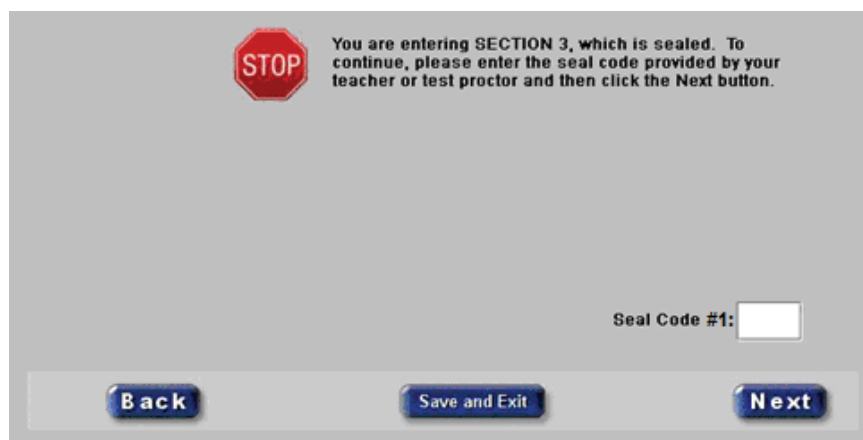 STOP
You are entering SECTION 3, which is sealed. To
continue, please enter the seal code provided by your
teacher or test proctor and then click the Next button.
Seal Code #1:
Back
Save and Exit
Next